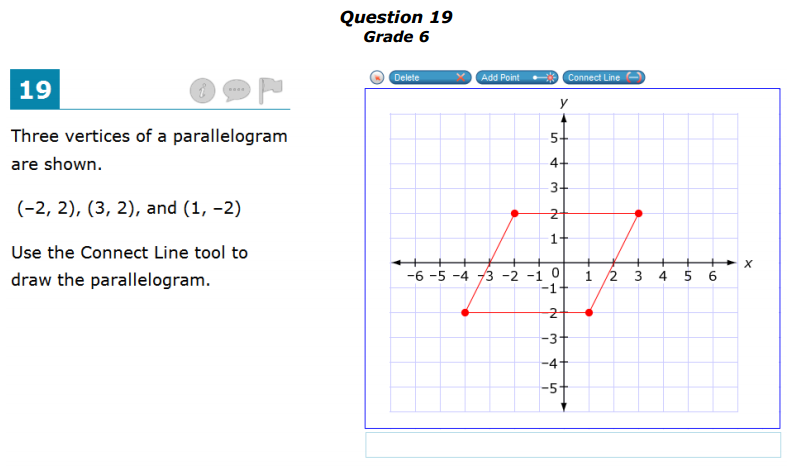 Question 19
Grade 6
19
Delete
Add Point
Connect Line
Three vertices of a parallelogram
are shown.
(−2, 2), (3, 2), and (1, −2)
Use the Connect Line tool to
draw the parallelogram.
y
5
4
3
2
1
−6 −5 −4 −3 −2 −1 0 1 2 3 4 5 6 x
−1
−2
−3
−4
−5